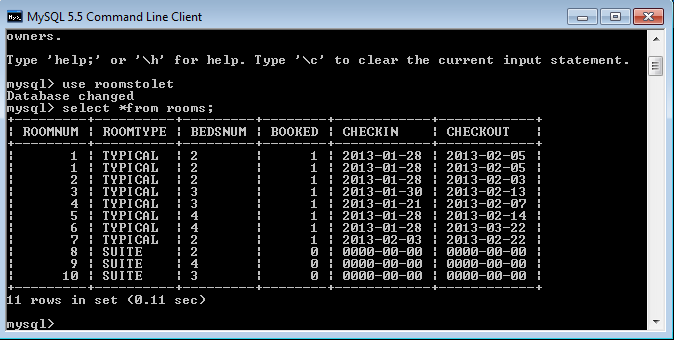 MySQL 5.5 Command Line Client
owners.
Type 'help;' or '\h' for help. Type '\c' to clear the current input statement.
mysql> use roomstolet
Database changed
mysql> select *from rooms;
+---------+----------+---------+--------+------------+------------+
| ROOMNUM | ROOMTYPE | BEDSNUM | BOOKED | CHECKIN | CHECKOUT |
+---------+----------+---------+--------+------------+------------+
| 1 | TYPICAL | 2 | 1 | 2013-01-28 | 2013-02-05 |
| 1 | TYPICAL | 2 | 1 | 2013-01-28 | 2013-02-05 |
| 2 | TYPICAL | 2 | 1 | 2013-01-28 | 2013-02-03 |
| 3 | TYPICAL | 3 | 1 | 2013-01-30 | 2013-02-13 |
| 4 | TYPICAL | 3 | 1 | 2013-01-21 | 2013-02-07 |
| 5 | TYPICAL | 4 | 1 | 2013-01-28 | 2013-02-14 |
| 6 | TYPICAL | 4 | 1 | 2013-01-28 | 2013-03-22 |
| 7 | TYPICAL | 2 | 1 | 2013-02-03 | 2013-02-22 |
| 8 | SUITE | 2 | 0 | 0000-00-00 | 0000-00-00 |
| 9 | SUITE | 4 | 0 | 0000-00-00 | 0000-00-00 |
| 10 | SUITE | 3 | 0 | 0000-00-00 | 0000-00-00 |
+---------+----------+---------+--------+------------+------------+
11 rows in set (0.11 sec)
mysql>